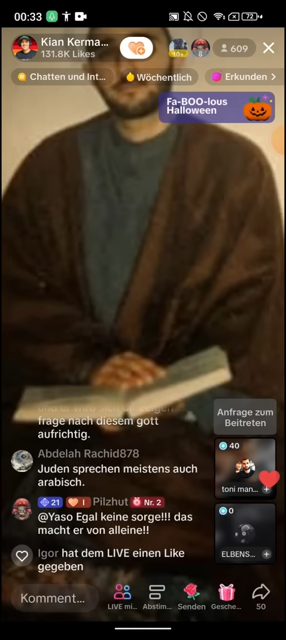 00:33
72
Kian Kerma...
131.8K Likes
609
Chatten und Int...
Wöchentlich
Erkunden >
Fa-BOO-lous
Halloween
frage nach diesem gott
aufrichtig.
Anfrage zum
Beitreten
Abdelah Rachid878
Juden sprechen meistens auch
arabisch.
40
toni man...
21 1 Pilzhut Nr. 2
@Yaso Egal keine sorge!!! das
macht er von alleine!!
0
ELBENS...
Igor hat dem LIVE einen Like
gegeben
Komment...
LIVE mi...
Abstim...
Senden
Gesche...
50